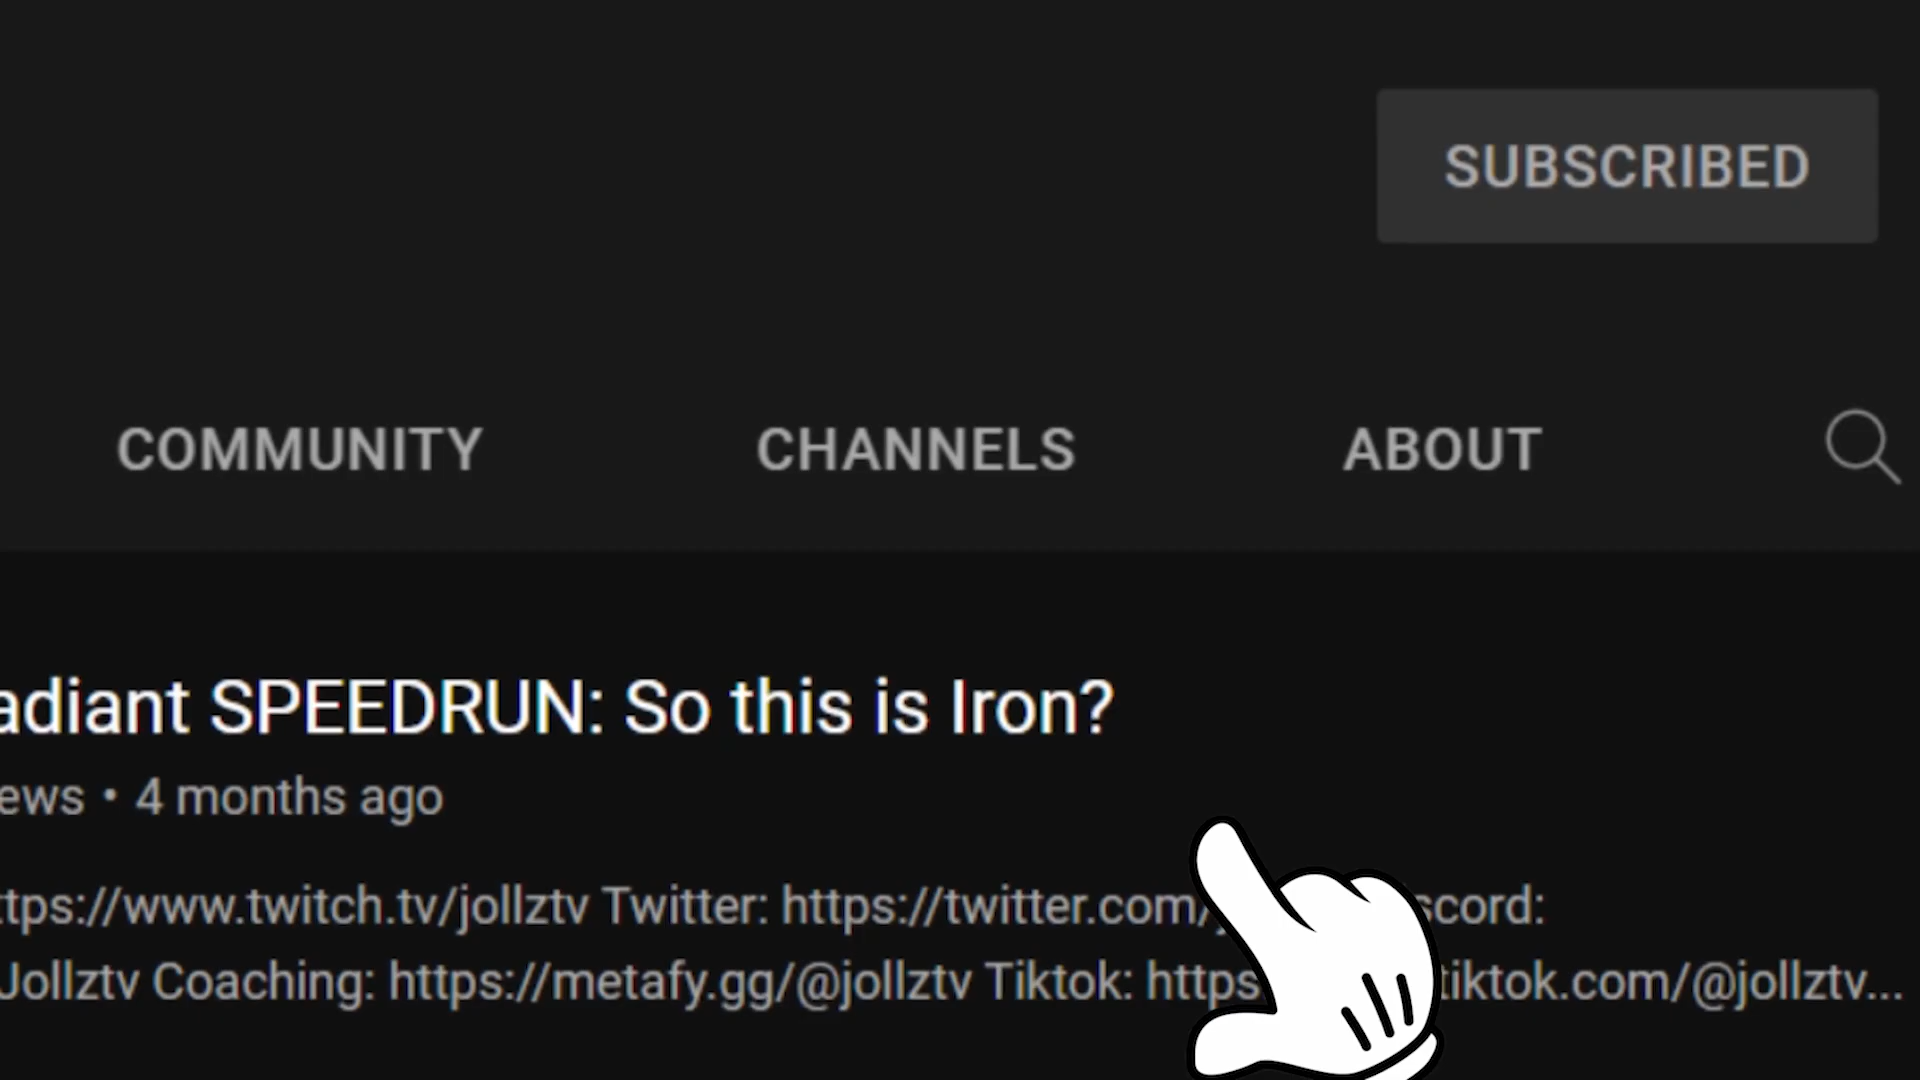 SUBSCRIBED
COMMUNITY CHANNELS ABOUT
adiant SPEEDRUN: So this is Iron?
ews • 4 months ago
ttps://www.twitch.tv/jollztv Twitter: https://twitter.com/ scord:
Jollztv Coaching: https://metafy.gg/@jollztv Tiktok: https tiktok.com/@jollztv...